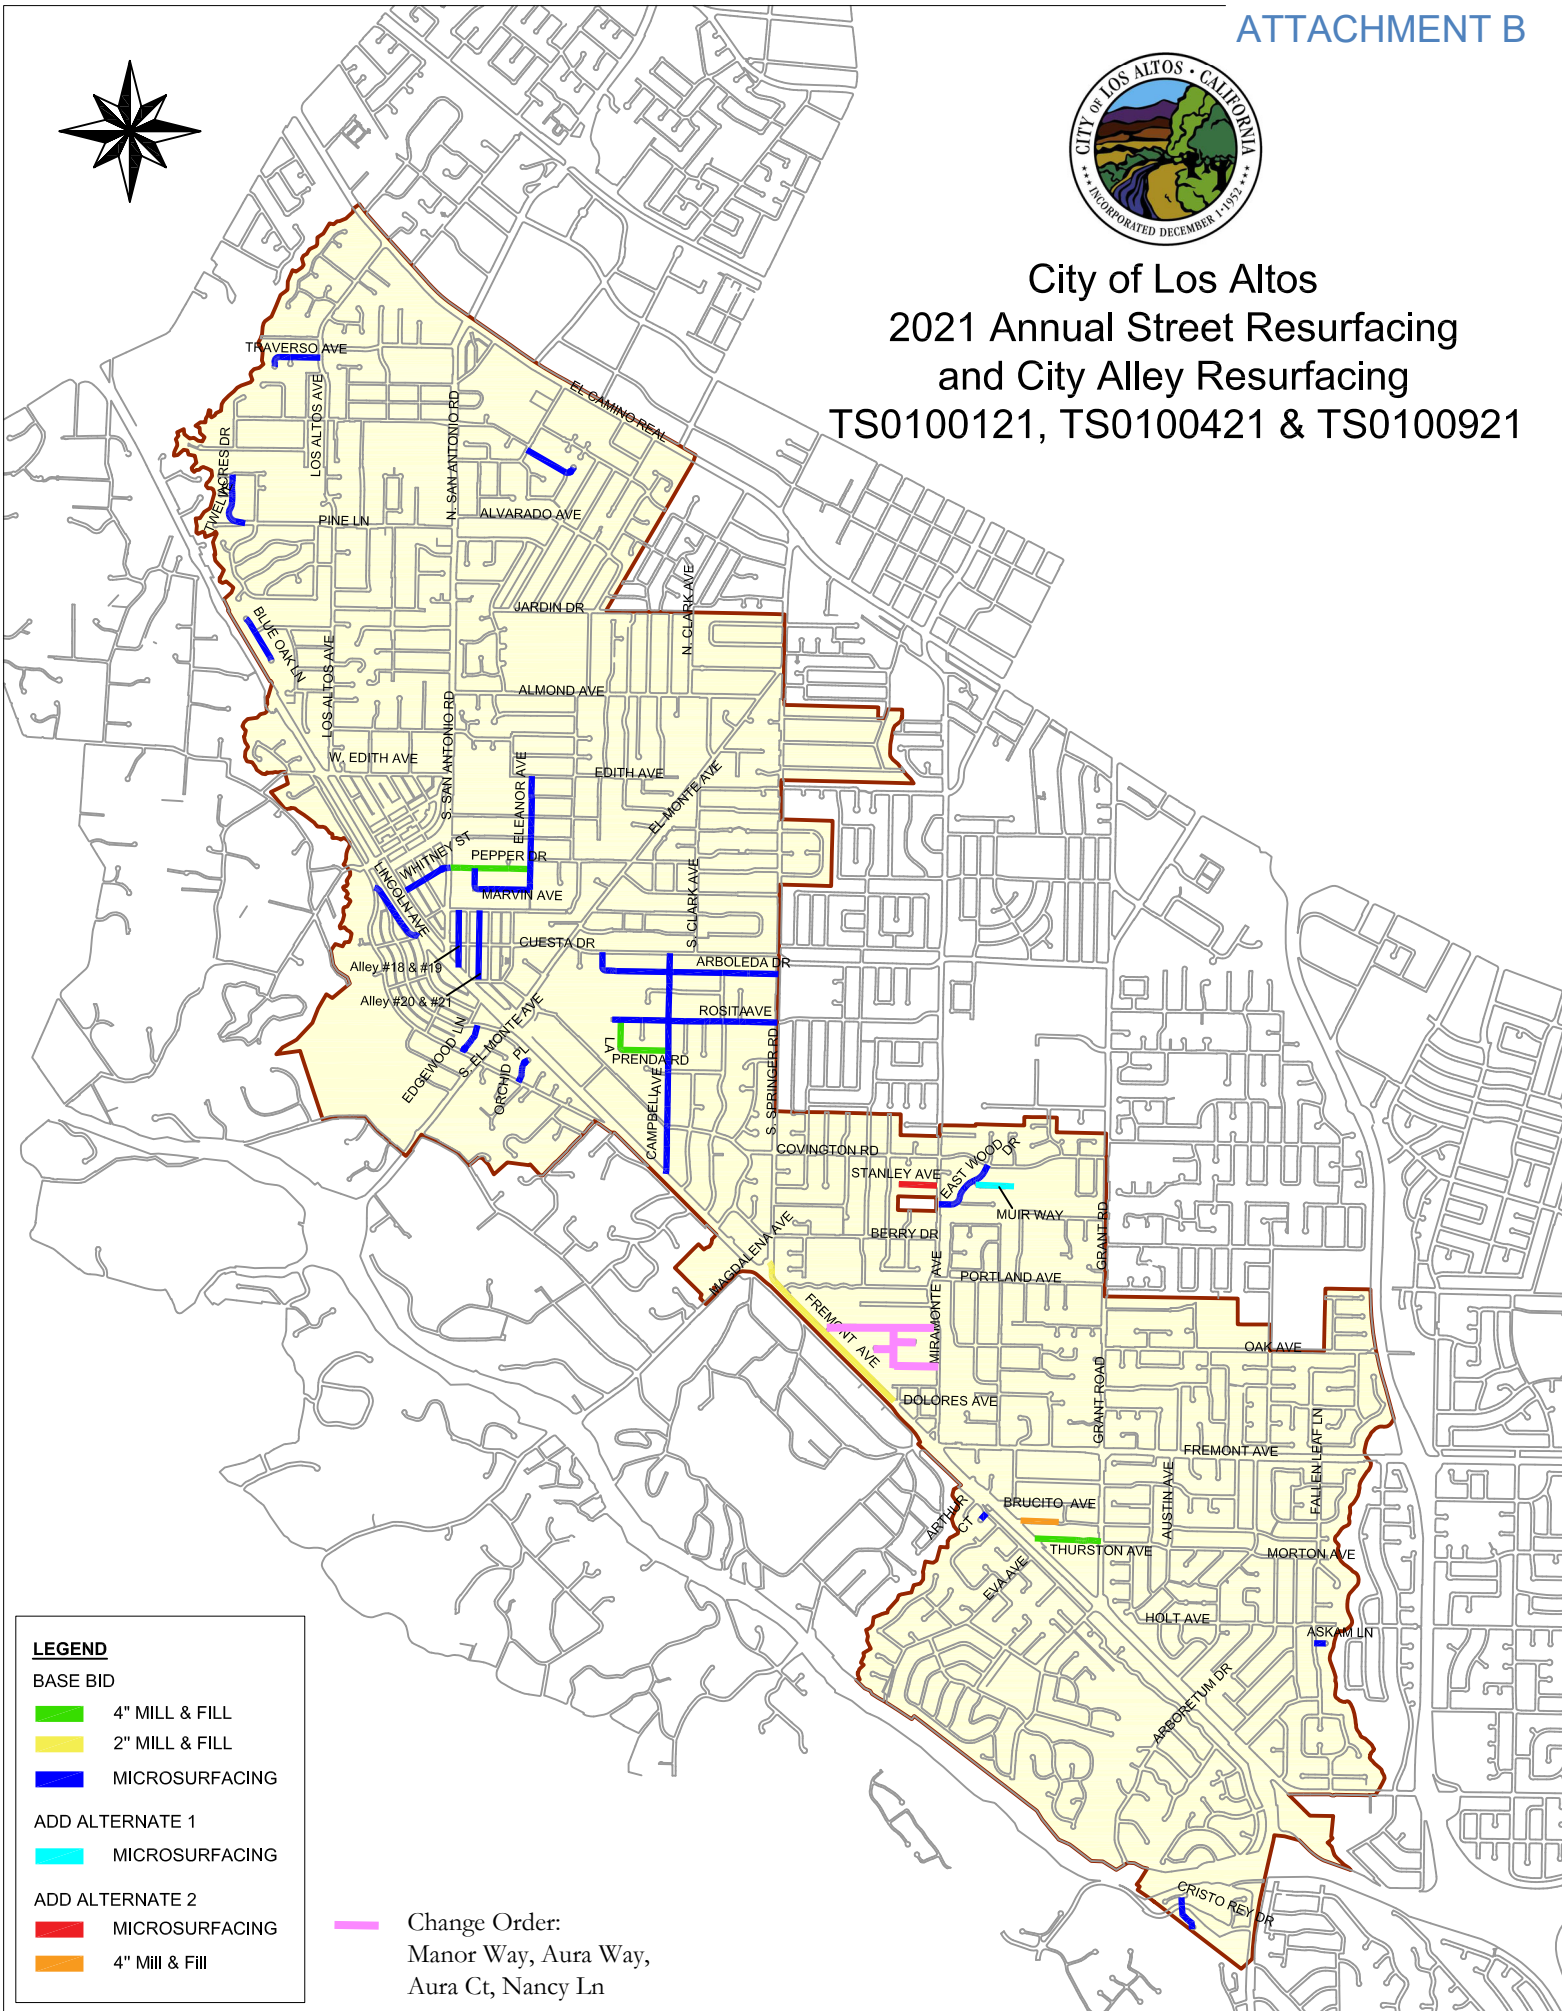 ATTACHMENT B
CITY OF LOS ALTOS • CALIFORNIA
*** INCORPORATED DECEMBER 1•1952 ***
City of Los Altos
2021 Annual Street Resurfacing
and City Alley Resurfacing
TS0100121, TS0100421 & TS0100921
TRAVERSO AVE
EL CAMINO REAL
LOS ALTOS AVE
N. SAN ANTONIO RD
TWELVE ACRES DR
PINE LN
ALVARADO AVE
JARDIN DR
N. CLARK AVE
BLUE OAK LN
LOS ALTOS AVE
ALMOND AVE
S. SAN ANTONIO RD
W. EDITH AVE
EDITH AVE
ELEANOR AVE
EL MONTE AVE
WHITNEY ST
PEPPER DR
LINCOLN AVE
MARVIN AVE
S. CLARK AVE
CUESTA DR
ARBOLEDA DR
Alley #18 & #19
Alley #20 & #21
ROSITA AVE
EDGEWOOD LN
S. EL MONTE AVE
ORCHID PL
LA
PRENDA RD
CAMPBELL AVE
S. SPRINGER RD
COVINGTON RD
STANLEY AVE
EAST WOOD
DR
MUIR WAY
BERRY DR
GRANT RD
MAGDALENA AVE
MIRAMONTE AVE
PORTLAND AVE
FREMONT AVE
OAK AVE
DOLORES AVE
GRANT ROAD
FREMONT AVE
FALLEN LEAF LN
AUSTIN AVE
ARTHUR
CT
BRUCITO AVE
THURSTON AVE
MORTON AVE
EVA AVE
HOLT AVE
ASKAM LN
ARBORETUM DR
CRISTO REY DR
LEGEND
BASE BID
4" MILL & FILL
2" MILL & FILL
MICROSURFACING
ADD ALTERNATE 1
MICROSURFACING
ADD ALTERNATE 2
MICROSURFACING
4" Mill & Fill
Change Order:
Manor Way, Aura Way,
Aura Ct, Nancy Ln